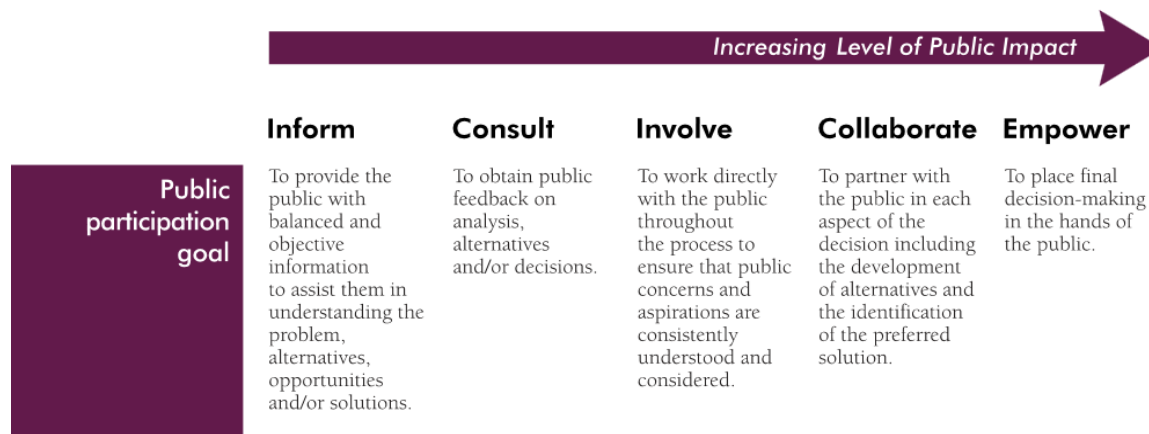 Increasing Level of Public Impact
Inform
Consult
Involve
Collaborate
Empower
Public
participation
goal
To provide the
public with
balanced and
objective
information
to assist them in
understanding the
problem,
alternatives,
opportunities
and/or solutions.
To obtain public
feedback on
analysis,
alternatives
and/or decisions.
To work directly
with the public
throughout
the process to
ensure that public
concerns and
aspirations are
consistently
understood and
considered.
To partner with
the public in each
aspect of the
decision including
the development
of alternatives and
the identification
of the preferred
solution.
To place final
decision-making
in the hands of
the public.